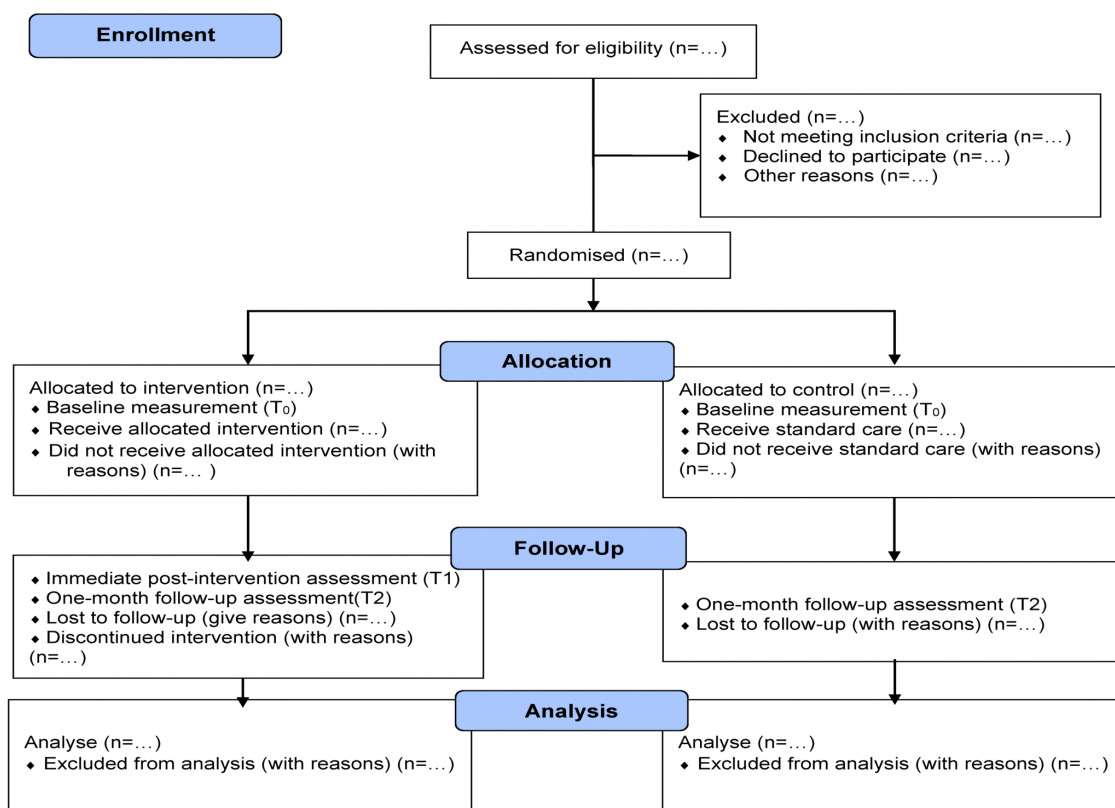 Enrollment
Assessed for eligibility (n=…)
Excluded (n=…)
◆ Not meeting inclusion criteria (n=…)
◆ Declined to participate (n=…)
◆ Other reasons (n=…)
Randomised (n=…)
Allocation
Allocated to intervention (n=…)
◆ Baseline measurement (T₀)
◆ Receive allocated intervention (n=…)
◆ Did not receive allocated intervention (with
reasons) (n=… )
Allocated to control (n=…)
◆ Baseline measurement (T₀)
◆ Receive standard care (n=…)
◆ Did not receive standard care (with reasons)
(n=…)
Follow-Up
◆ Immediate post-intervention assessment (T1)
◆ One-month follow-up assessment(T2)
◆ Lost to follow-up (give reasons) (n=…)
◆ Discontinued intervention (with reasons)
(n=…)
◆ One-month follow-up assessment (T2)
◆ Lost to follow-up (with reasons) (n=…)
Analysis
Analyse (n=…)
◆ Excluded from analysis (with reasons) (n=…)
Analyse (n=…)
◆ Excluded from analysis (with reasons) (n=…)